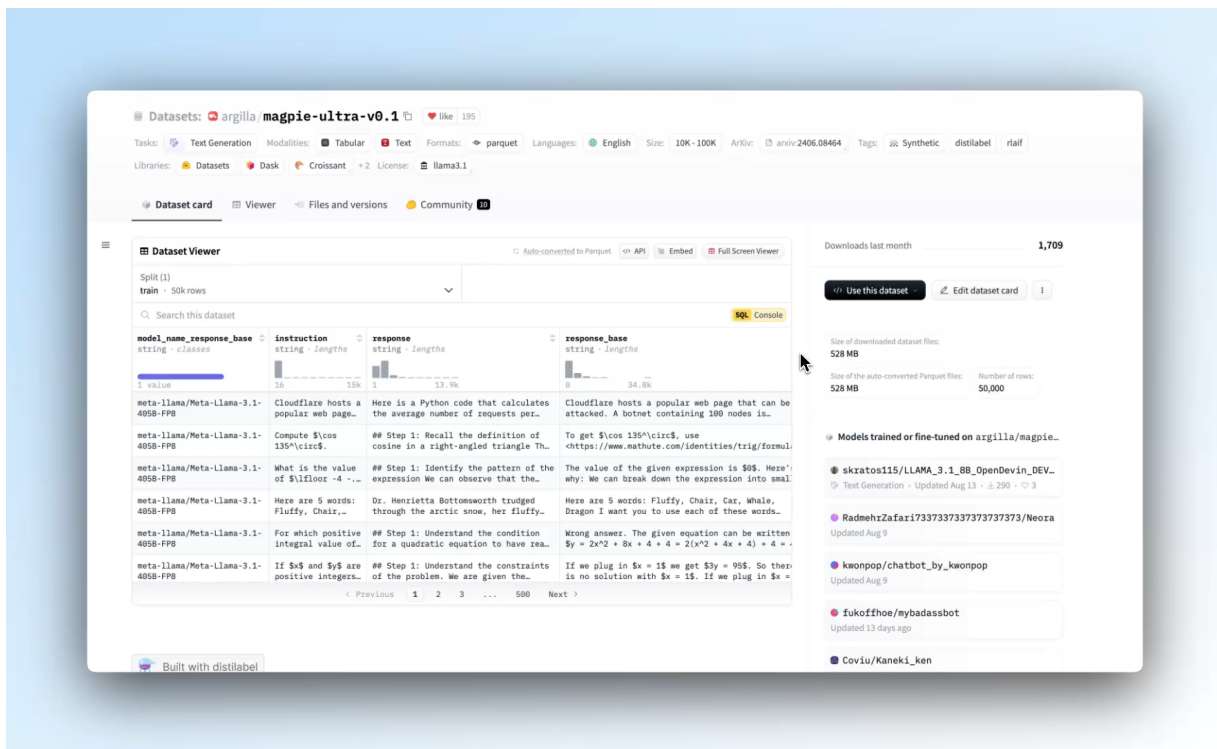 Datasets: argilla/magpie-ultra-v0.1 like 195
Tasks: Text Generation Modalities: Tabular Text Formats: parquet Languages: English Size: 10K - 100K ArXiv: arxiv:2406.08464 Tags: Synthetic distilabel rlaif
Libraries: Datasets Dask Croissant +2 License: llama3.1
Dataset card Viewer Files and versions Community 10
Dataset Viewer Auto-converted to Parquet </> API Embed Full Screen Viewer
Split (1)
train · 50k rows
Search this dataset SQL Console
model_name_response_base instruction response response_base
string · classes string · lengths string · lengths string · lengths
1 value 16 15k 1 13.9k 0 34.8k
meta-llama/Meta-Llama-3.1- Cloudflare hosts a Here is a Python code that calculates Cloudflare hosts a popular web page that can be
405B-FP8 popular web page… the average number of requests per… attacked. A botnet containing 100 nodes is…
meta-llama/Meta-Llama-3.1- Compute $\cos ## Step 1: Recall the definition of To get $\cos 135^\circ$, use
405B-FP8 135^\circ$. cosine in a right-angled triangle Th… <https://www.mathute.com/identities/trig/formul
meta-llama/Meta-Llama-3.1- What is the value ## Step 1: Identify the pattern of the The value of the given expression is $0$. Here'
405B-FP8 of $\lfloor -4 -.… expression We can observe that the… why: We can break down the expression into smal
meta-llama/Meta-Llama-3.1- Here are 5 words: Dr. Henrietta Bottomsworth trudged Here are 5 words: Fluffy, Chair, Car, Whale,
405B-FP8 Fluffy, Chair,… through the arctic snow, her fluffy… Dragon I want you to use each of these words…
meta-llama/Meta-Llama-3.1- For which positive ## Step 1: Understand the condition Wrong answer. The given equation can be written
405B-FP8 integral value of… for a quadratic equation to have rea… $y = 2x^2 + 8x + 4 + 4 = 2(x^2 + 4x + 4) + 4 =
meta-llama/Meta-Llama-3.1- If $x$ and $y$ are ## Step 1: Understand the constraints If we plug in $x = 1$ we get $3y = 95$. So ther
405B-FP8 positive integers… of the problem. We are given the… is no solution with $x = 1$. If we plug in $x =
< Previous 1 2 3 ... 500 Next >
Built with distilabel
Downloads last month 1,709
</> Use this dataset Edit dataset card
Size of downloaded dataset files:
528 MB
Size of the auto-converted Parquet files: Number of rows:
528 MB 50,000
Models trained or fine-tuned on argilla/magpie…
skratos115/LLAMA_3.1_8B_OpenDevin_DEV…
Text Generation · Updated Aug 13 · 290 · 3
RadmehrZafari7337337337373737373/Neora
Updated Aug 9
kwonpop/chatbot_by_kwonpop
Updated Aug 9
fukoffhoe/mybadassbot
Updated 13 days ago
Coviu/Kaneki_ken